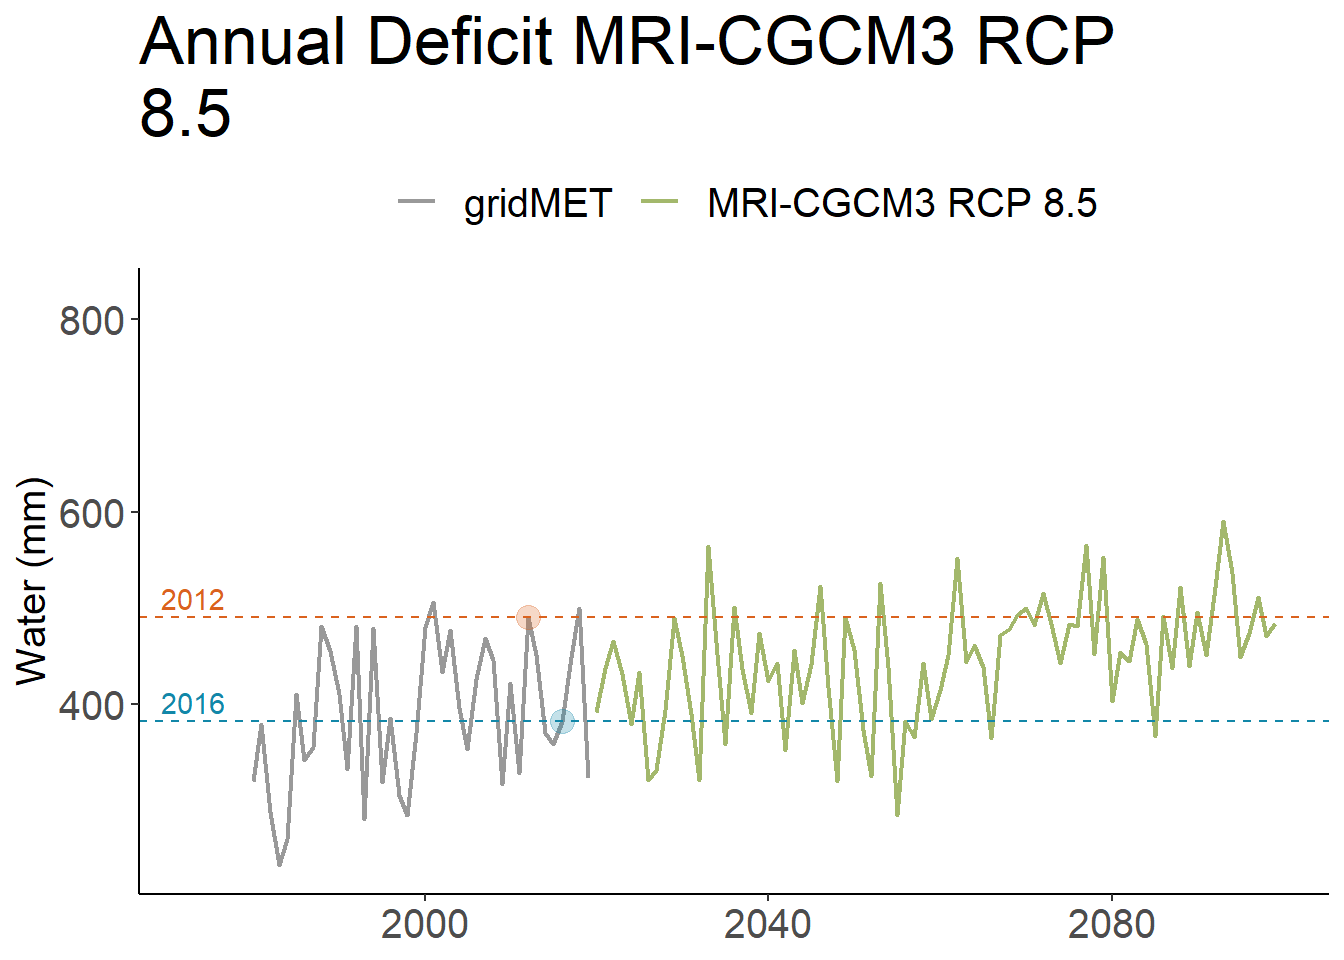 Annual Deficit MRI-CGCM3 RCP
8.5
gridMET MRI-CGCM3 RCP 8.5
Water (mm)
800
600
400
2012
2016
2000 2040 2080